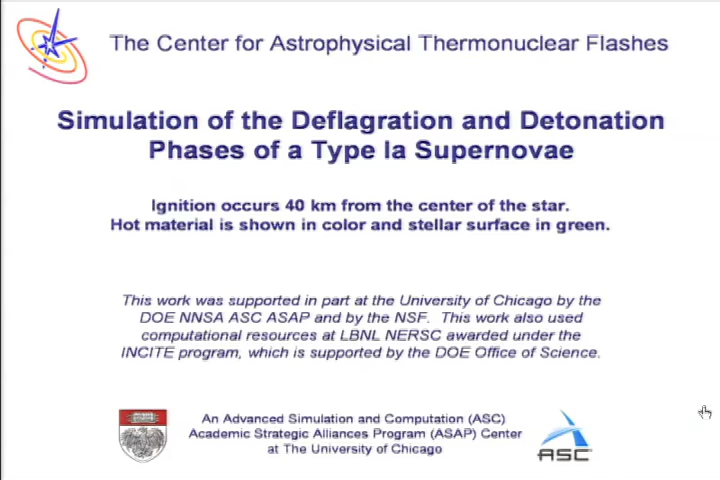 The Center for Astrophysical Thermonuclear Flashes
Simulation of the Deflagration and Detonation
Phases of a Type Ia Supernovae
Ignition occurs 40 km from the center of the star.
Hot material is shown in color and stellar surface in green.
This work was supported in part at the University of Chicago by the
DOE NNSA ASC ASAP and by the NSF. This work also used
computational resources at LBNL NERSC awarded under the
INCITE program, which is supported by the DOE Office of Science.
An Advanced Simulation and Computation (ASC)
Academic Strategic Alliances Program (ASAP) Center
at The University of Chicago
ASC